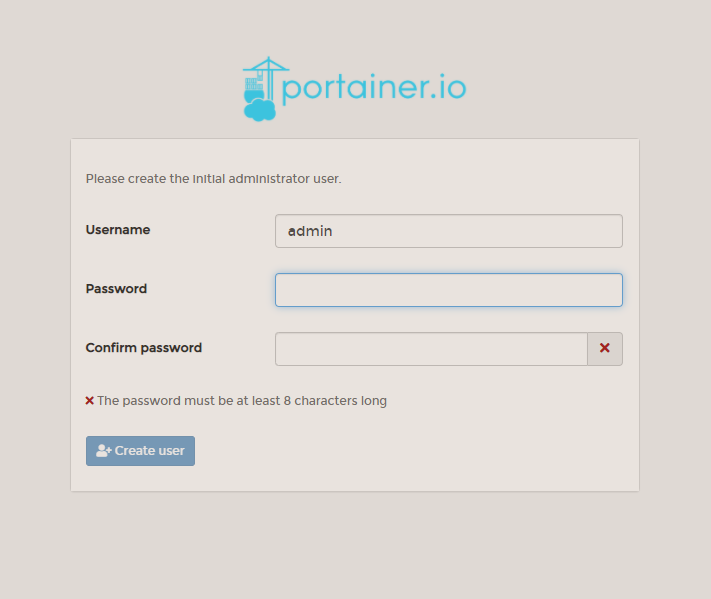 portainer.io
Please create the initial administrator user.
Username
admin
Password
Confirm password
The password must be at least 8 characters long
Create user